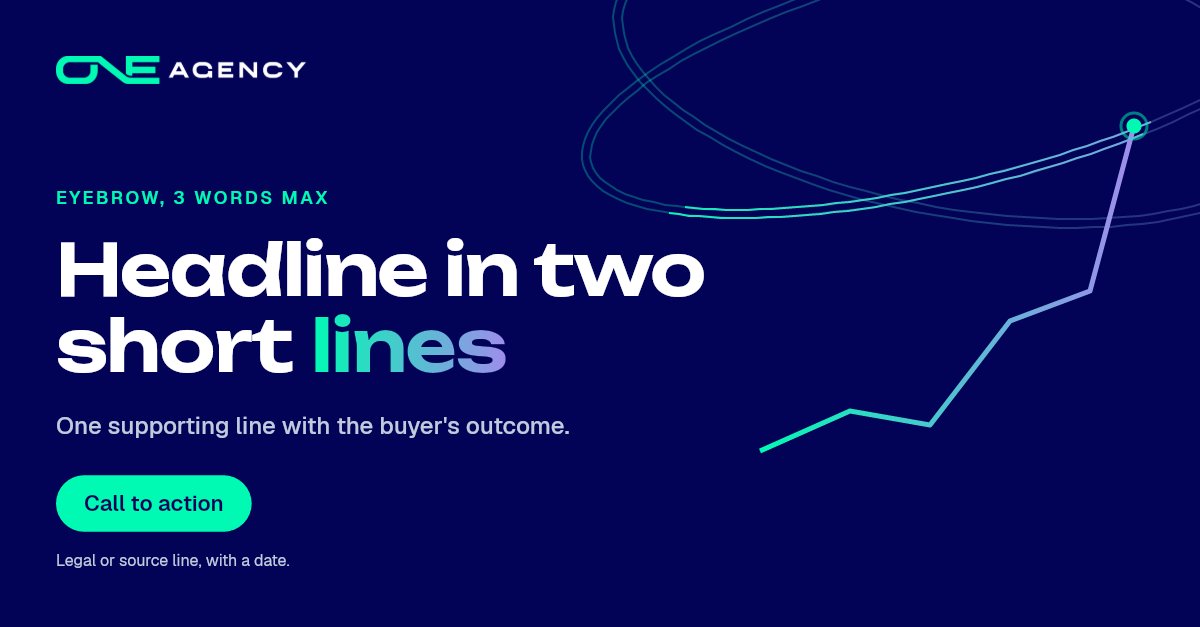 ONE AGENCY
EYEBROW, 3 WORDS MAX
Headline in two
short lines
One supporting line with the buyer's outcome.
Call to action
Legal or source line, with a date.